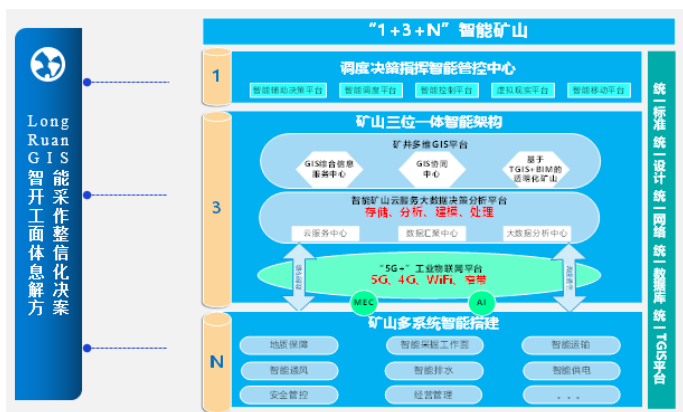 “1+3+N”智能矿山
Long
Ruan
GIS
智 能
开 采
工 作
面 整
体 信
息 化
解 决
方 案
1
调度决策指挥智能管控中心
智能辅助决策平台 智能调度平台 智能控制平台 虚拟现实平台 智能移动平台
3
矿山三位一体智能架构
矿井多维GIS平台
GIS综合信息
服务中心
GIS协同
中心
基于
TGIS+BIM的
透明化矿山
智能矿山云服务大数据决策分析平台
存储、分析、建模、处理
云服务中心 数据汇聚中心 大数据分析中心
“5G+”工业物联网平台
5G、4G、WiFi、窄带
MEC AI
N
矿山多系统智能搭建
地质保障 智能采掘工作面 智能运输
智能通风 智能排水 智能供电
安全管控 经营管理 。。。
统一标准 统一设计 统一网络 统一数据库 统一TGIS平台